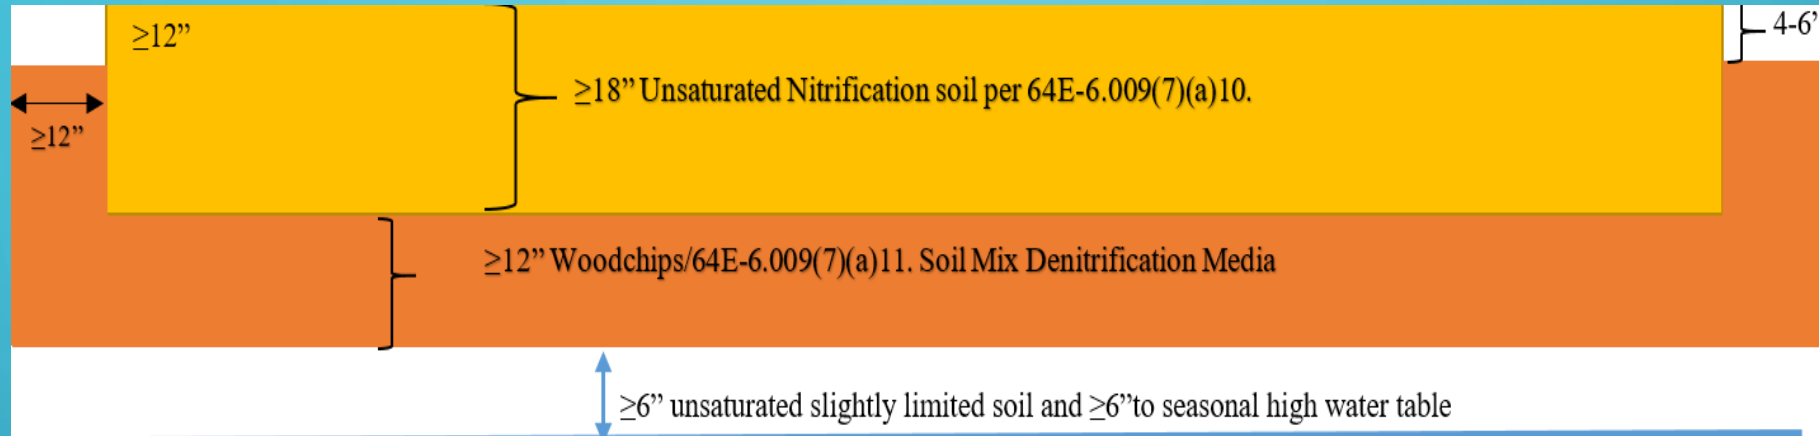 ≥12”
4-6’
≥18” Unsaturated Nitrification soil per 64E-6.009(7)(a)10.
≥12”
≥12” Woodchips/64E-6.009(7)(a)11. Soil Mix Denitrification Media
≥6” unsaturated slightly limited soil and ≥6”to seasonal high water table